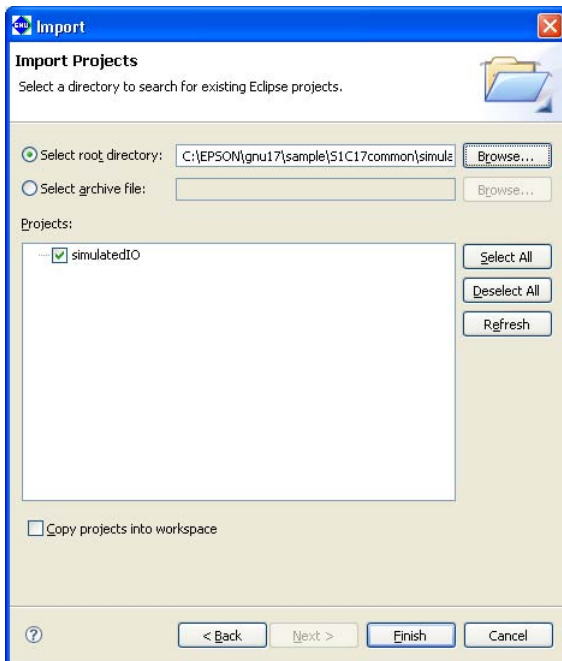 GNU Import
Import Projects
Select a directory to search for existing Eclipse projects.
Select root directory: C:\EPSON\gnu17\sample\S1C17common\simula Browse...
Select archive file: Browse...
Projects:
simulatedIO
Select All
Deselect All
Refresh
Copy projects into workspace
? < Back Next > Finish Cancel